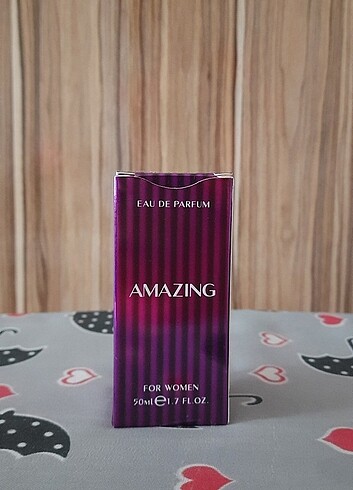 EAU DE PARFUM
AMAZING
FOR WOMEN
50ml℮1.7 FL.OZ.